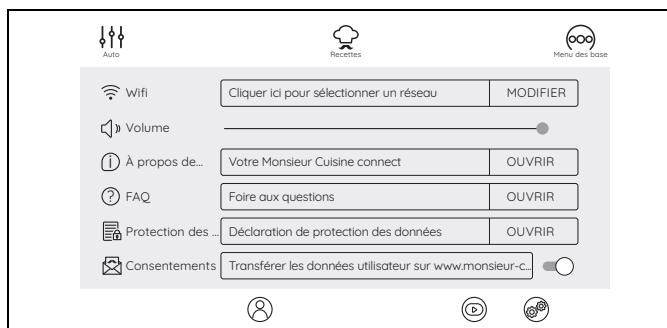 Auto Recettes Menu des base
Wifi Cliquer ici pour sélectionner un réseau MODIFIER
Volume
À propos de... Votre Monsieur Cuisine connect OUVRIR
FAQ Foire aux questions OUVRIR
Protection des ... Déclaration de protection des données OUVRIR
Consentements Transférer les données utilisateur sur www.monsieur-c...